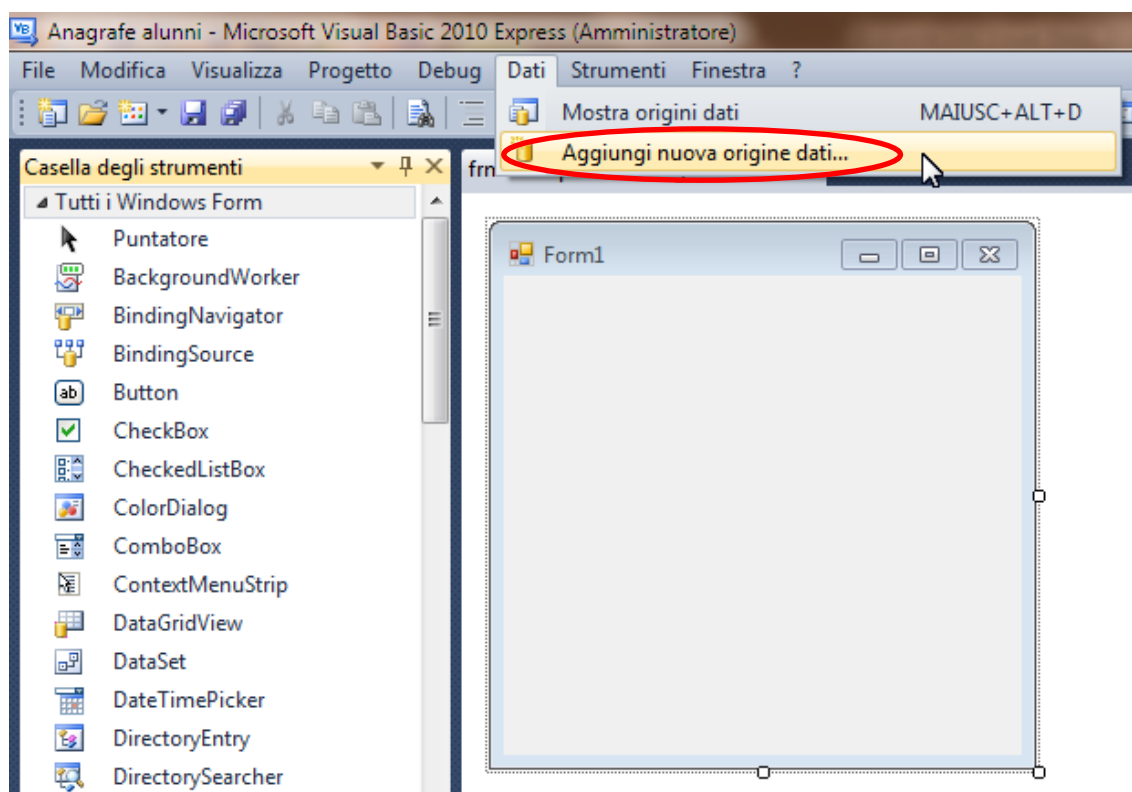 Anagrafe alunni - Microsoft Visual Basic 2010 Express (Amministratore)
File Modifica Visualizza Progetto Debug Dati Strumenti Finestra ?
Mostra origini dati MAIUSC+ALT+D
Aggiungi nuova origine dati...
Casella degli strumenti
Tutti i Windows Form
Puntatore
BackgroundWorker
BindingNavigator
BindingSource
Button
CheckBox
CheckedListBox
ColorDialog
ComboBox
ContextMenuStrip
DataGridView
DataSet
DateTimePicker
DirectoryEntry
DirectorySearcher
Form1